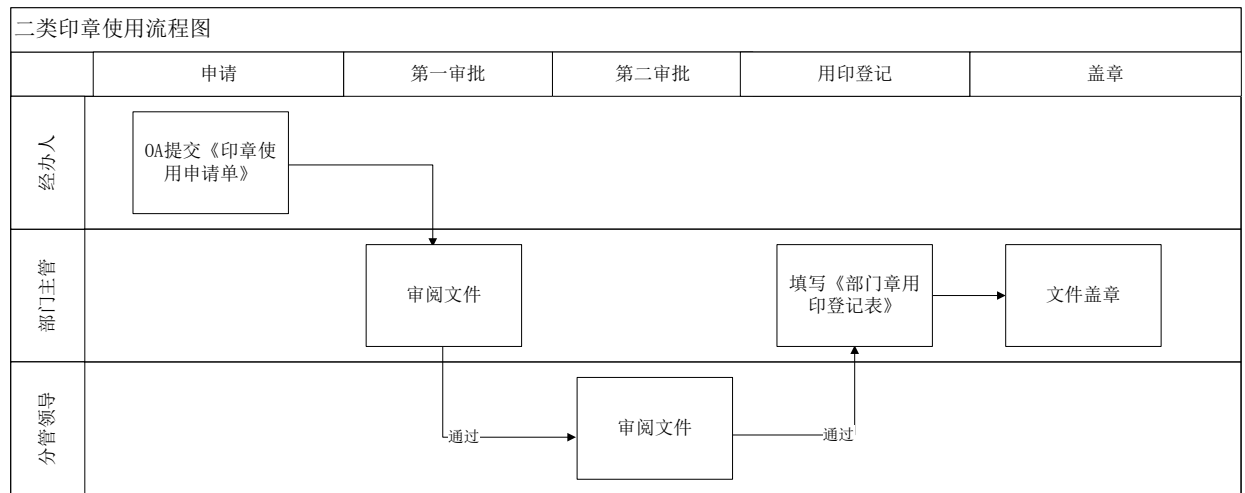 二类印章使用流程图
申请
第一审批
第二审批
用印登记
盖章
经办人
OA提交《印章使
用申请单》
部门主管
审阅文件
填写《部门章用
印登记表》
文件盖章
分管领导
通过
审阅文件
通过